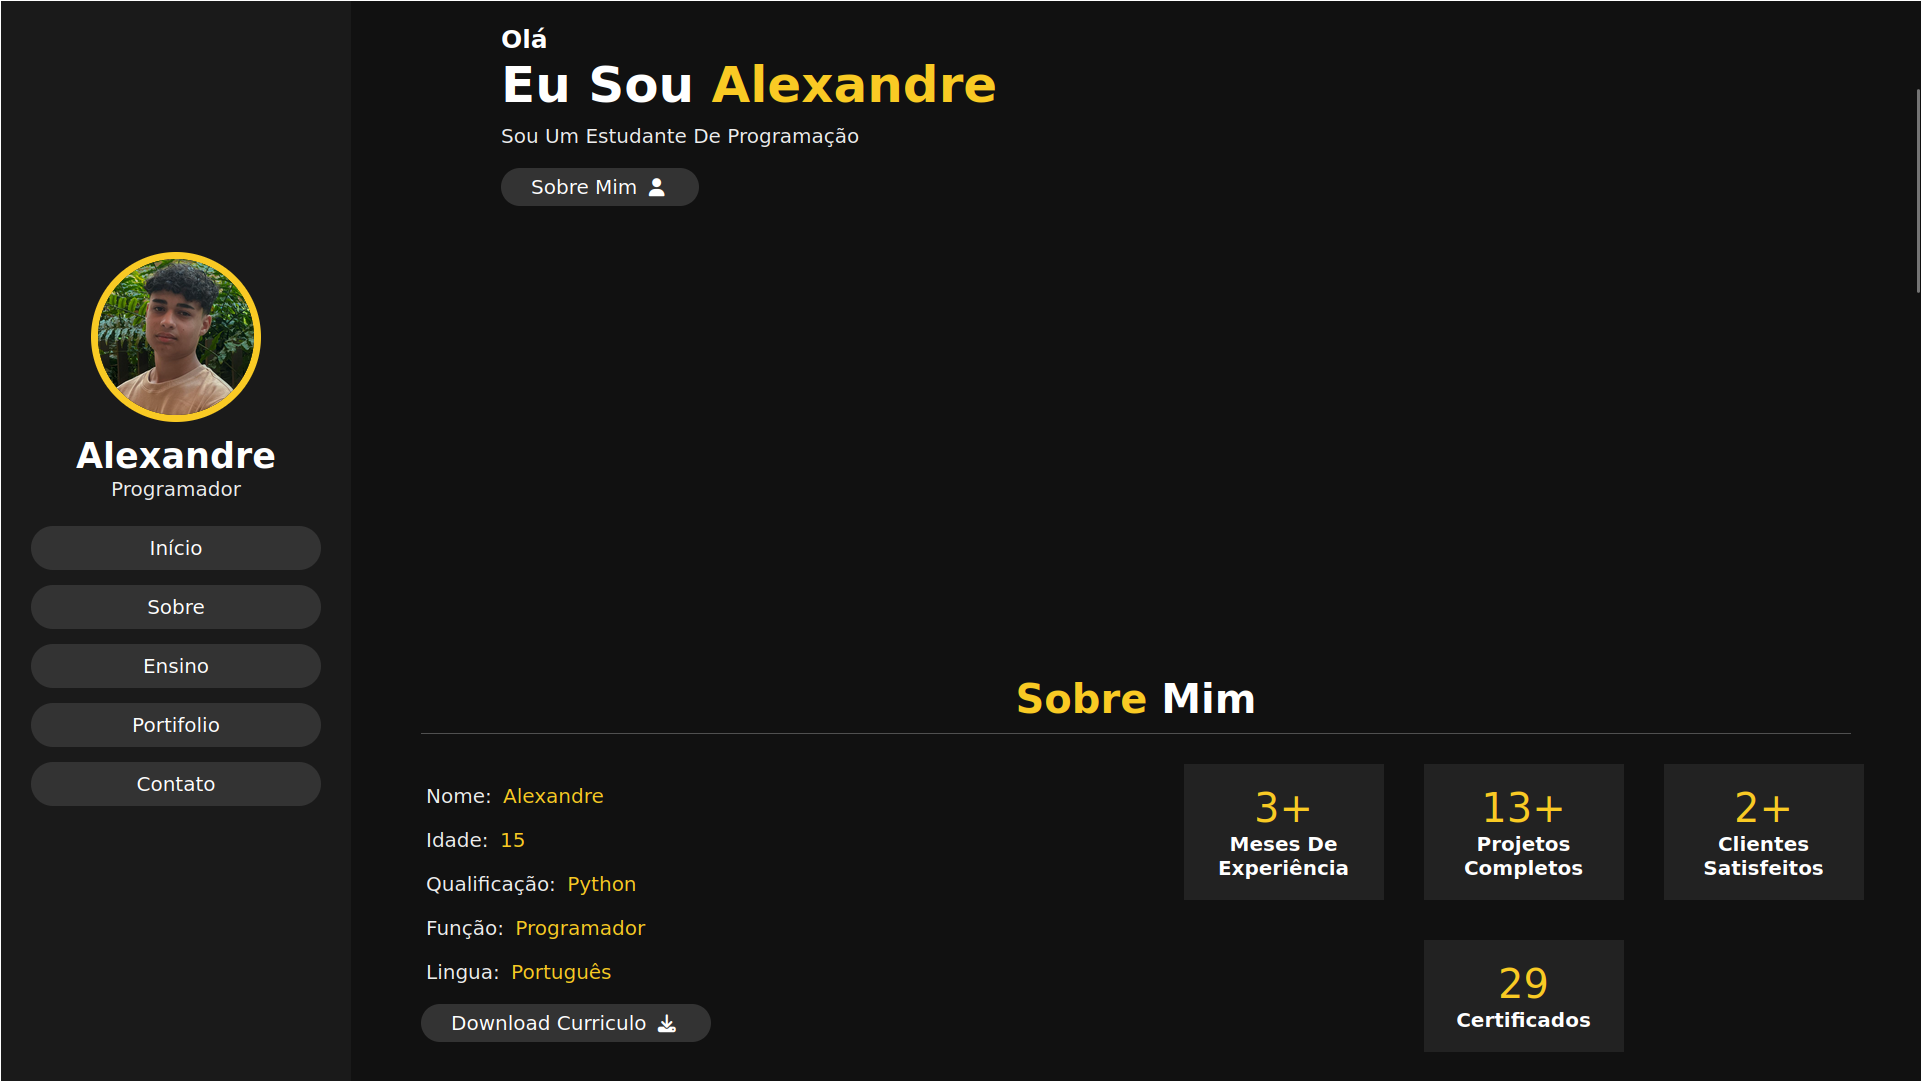 Alexandre
Programador
Início
Sobre
Ensino
Portifolio
Contato
Olá
Eu Sou Alexandre
Sou Um Estudante De Programação
Sobre Mim
Sobre Mim
Nome: Alexandre
Idade: 15
Qualificação: Python
Função: Programador
Lingua: Português
Download Curriculo
3+
Meses De
Experiência
13+
Projetos
Completos
2+
Clientes
Satisfeitos
29
Certificados